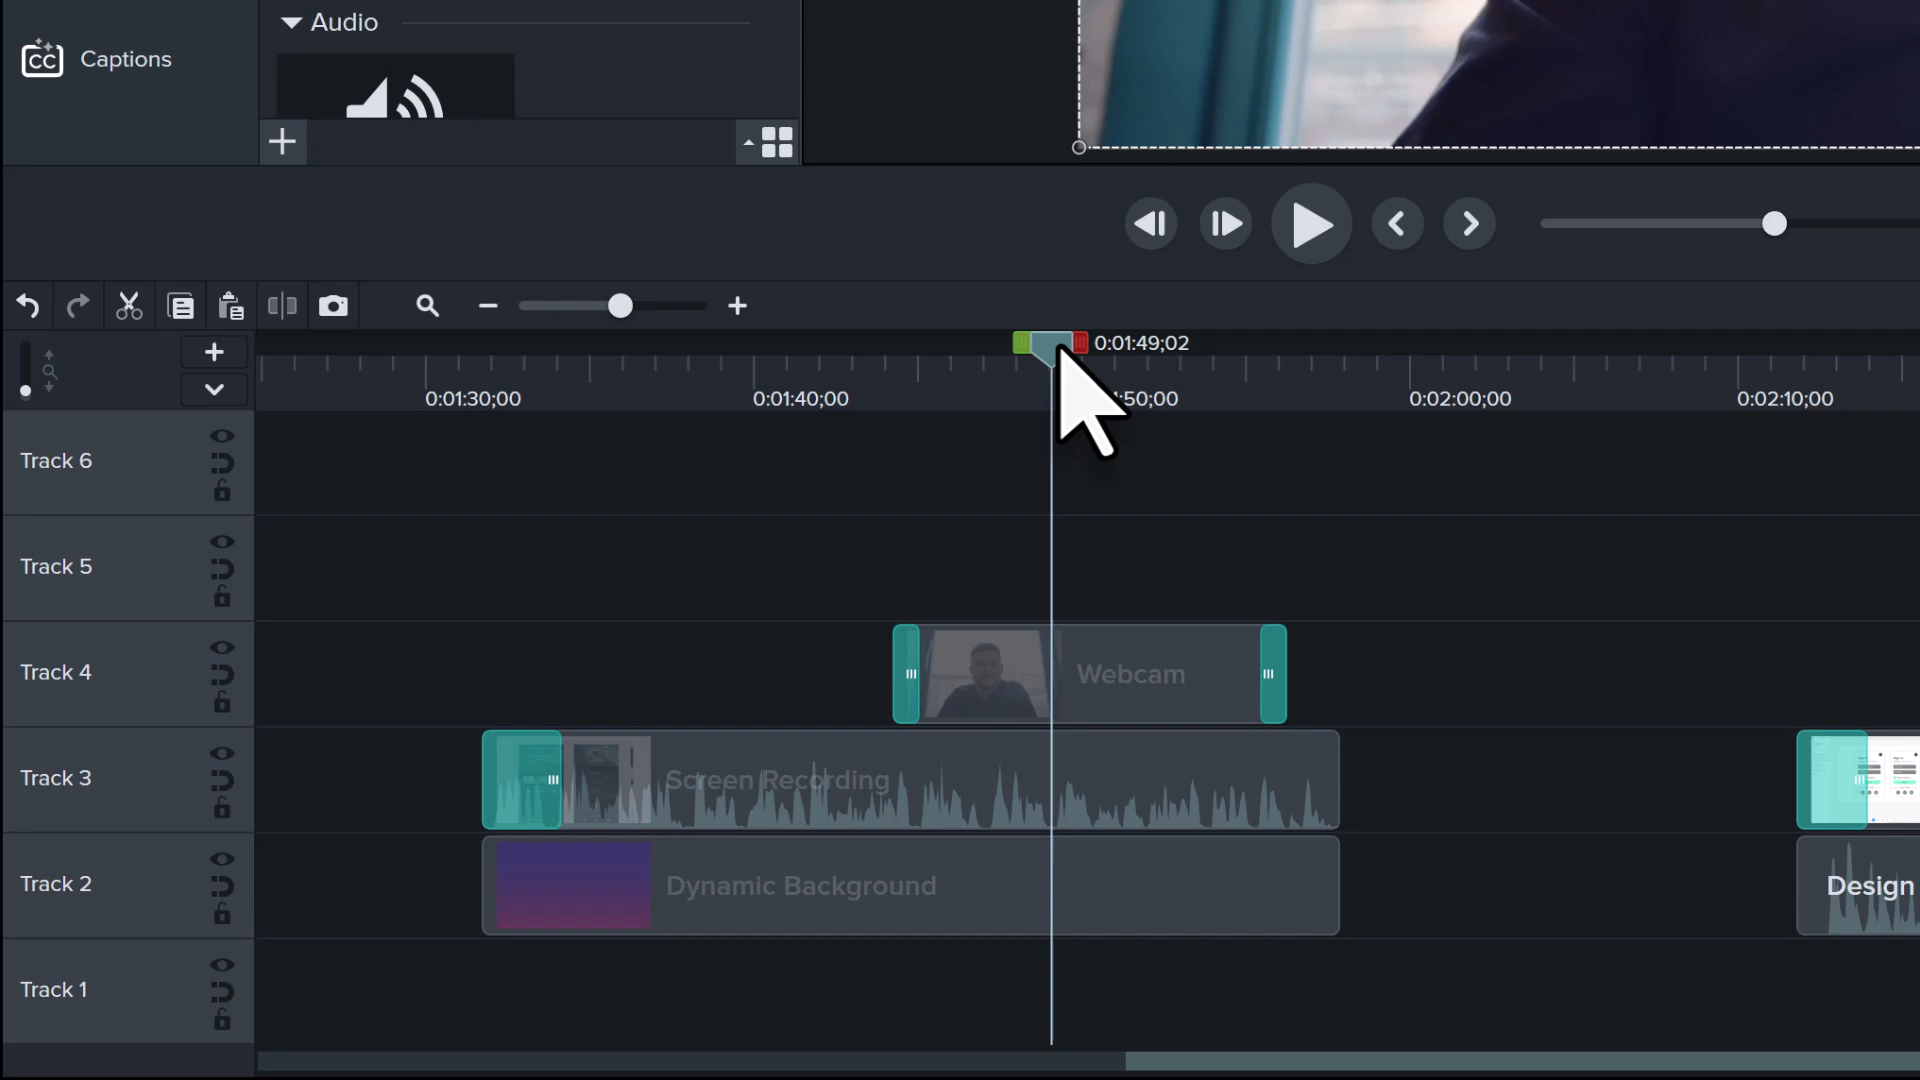 Audio
CC Captions
0:01:49;02
0:01:30;00
0:01:40;00
:50;00
0:02:00;00
0:02:10;00
Track 6
Track 5
Track 4
Webcam
Track 3
Screen Recording
Track 2
Dynamic Background
Design
Track 1